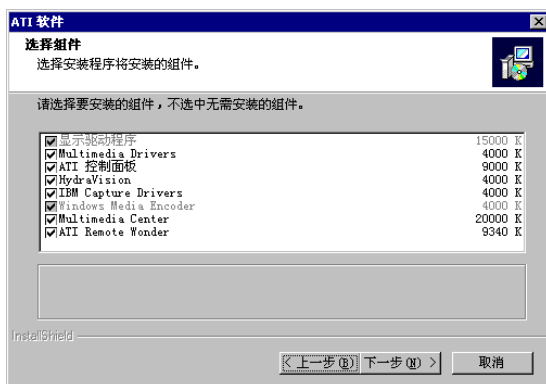 ATI 软件
选择组件
选择安装程序将安装的组件。
请选择要安装的组件，不选中无需安装的组件。
显示驱动程序 15000 K
Multimedia Drivers 4000 K
ATI 控制面板 9000 K
HydraVision 4000 K
IBM Capture Drivers 4000 K
Windows Media Encoder 4000 K
Multimedia Center 20000 K
ATI Remote Wonder 9340 K
InstallShield
< 上一步(B) 下一步(N) > 取消